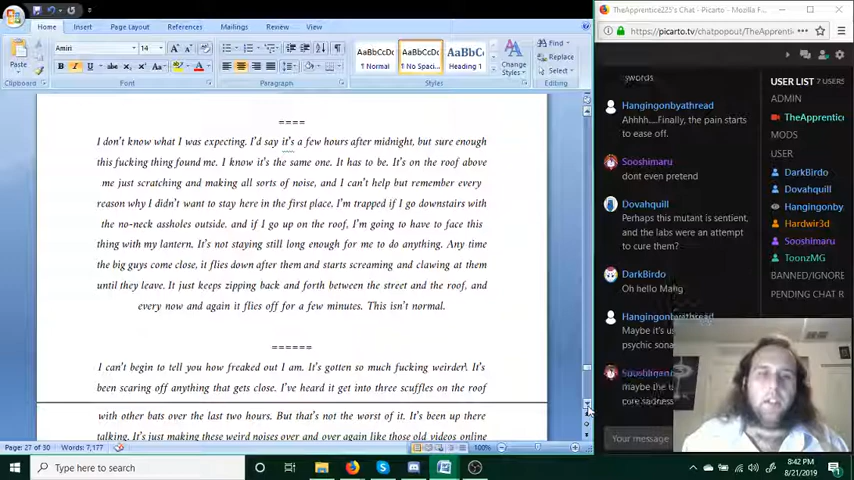 TheApprentice225's Chat - Picarto - Mozilla F...
https://picarto.tv/chatpopout/TheApprenti
Home
Insert
Page Layout
References
Mailings
Review
View
Paste
Amiri
14
B I U
Clipboard
Font
Paragraph
AaBbCcDc
AaBbCcDc
AaBbCc
1 Normal
1 No Spaci...
Heading 1
Change
Styles
Styles
Find
Replace
Select
Editing
====
I don't know what I was expecting. I'd say it's a few hours after midnight, but sure enough
this fucking thing found me. I know it's the same one. It has to be. It's on the roof above
me just scratching and making all sorts of noise, and I can't help but remember every
reason why I didn't want to stay here in the first place. I'm trapped if I go downstairs with
the no-neck assholes outside, and if I go up on the roof, I'm going to have to face this
thing with my lantern. It's not staying still long enough for me to do anything. Any time
the big guys come close, it flies down after them and starts screaming and clawing at them
until they leave. It just keeps zipping back and forth between the street and the roof, and
every now and again it flies off for a few minutes. This isn't normal.
======
I can't begin to tell you how freaked out I am. It's gotten so much fucking weirder. It's
been scaring off anything that gets close. I've heard it get into three scuffles on the roof
with other bats over the last two hours. But that's not the worst of it. It's been up there
talking. It's just making these weird noises over and over again like those old videos online
Page: 27 of 30
Words: 7,177
100%
words
Hangingonbyathread
Ahhhh....Finally, the pain starts
to ease off.
Sooshimaru
dont even pretend
Dovahquill
Perhaps this mutant is sentient,
and the labs were an attempt
to cure them?
DarkBirdo
Oh hello Mahg
Hangingonbyathread
Maybe it's u
psychic sona
Sooshimaru
maybe the
core sadness
Your message
USER LIST 7 USERS
ADMIN
TheApprentice
MODS
USER
DarkBirdo
Dovahquill
Hangingonby
Hardwir3d
Sooshimaru
ToonzMG
BANNED/IGNORE
PENDING CHAT R
Type here to search
8:42 PM
8/21/2019